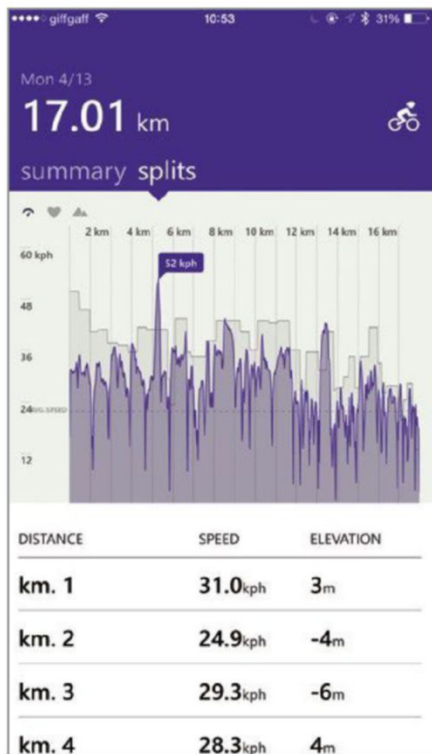 giffgaff 10:53 31%
Mon 4/13
17.01 km
summary splits
2 km 4 km 6 km 8 km 10 km 12 km 14 km 16 km
60 kph
52 kph
48
36
24 AVG SPEED
12
DISTANCE SPEED ELEVATION
km. 1 31.0kph 3m
km. 2 24.9kph -4m
km. 3 29.3kph -6m
km. 4 28.3kph 4m